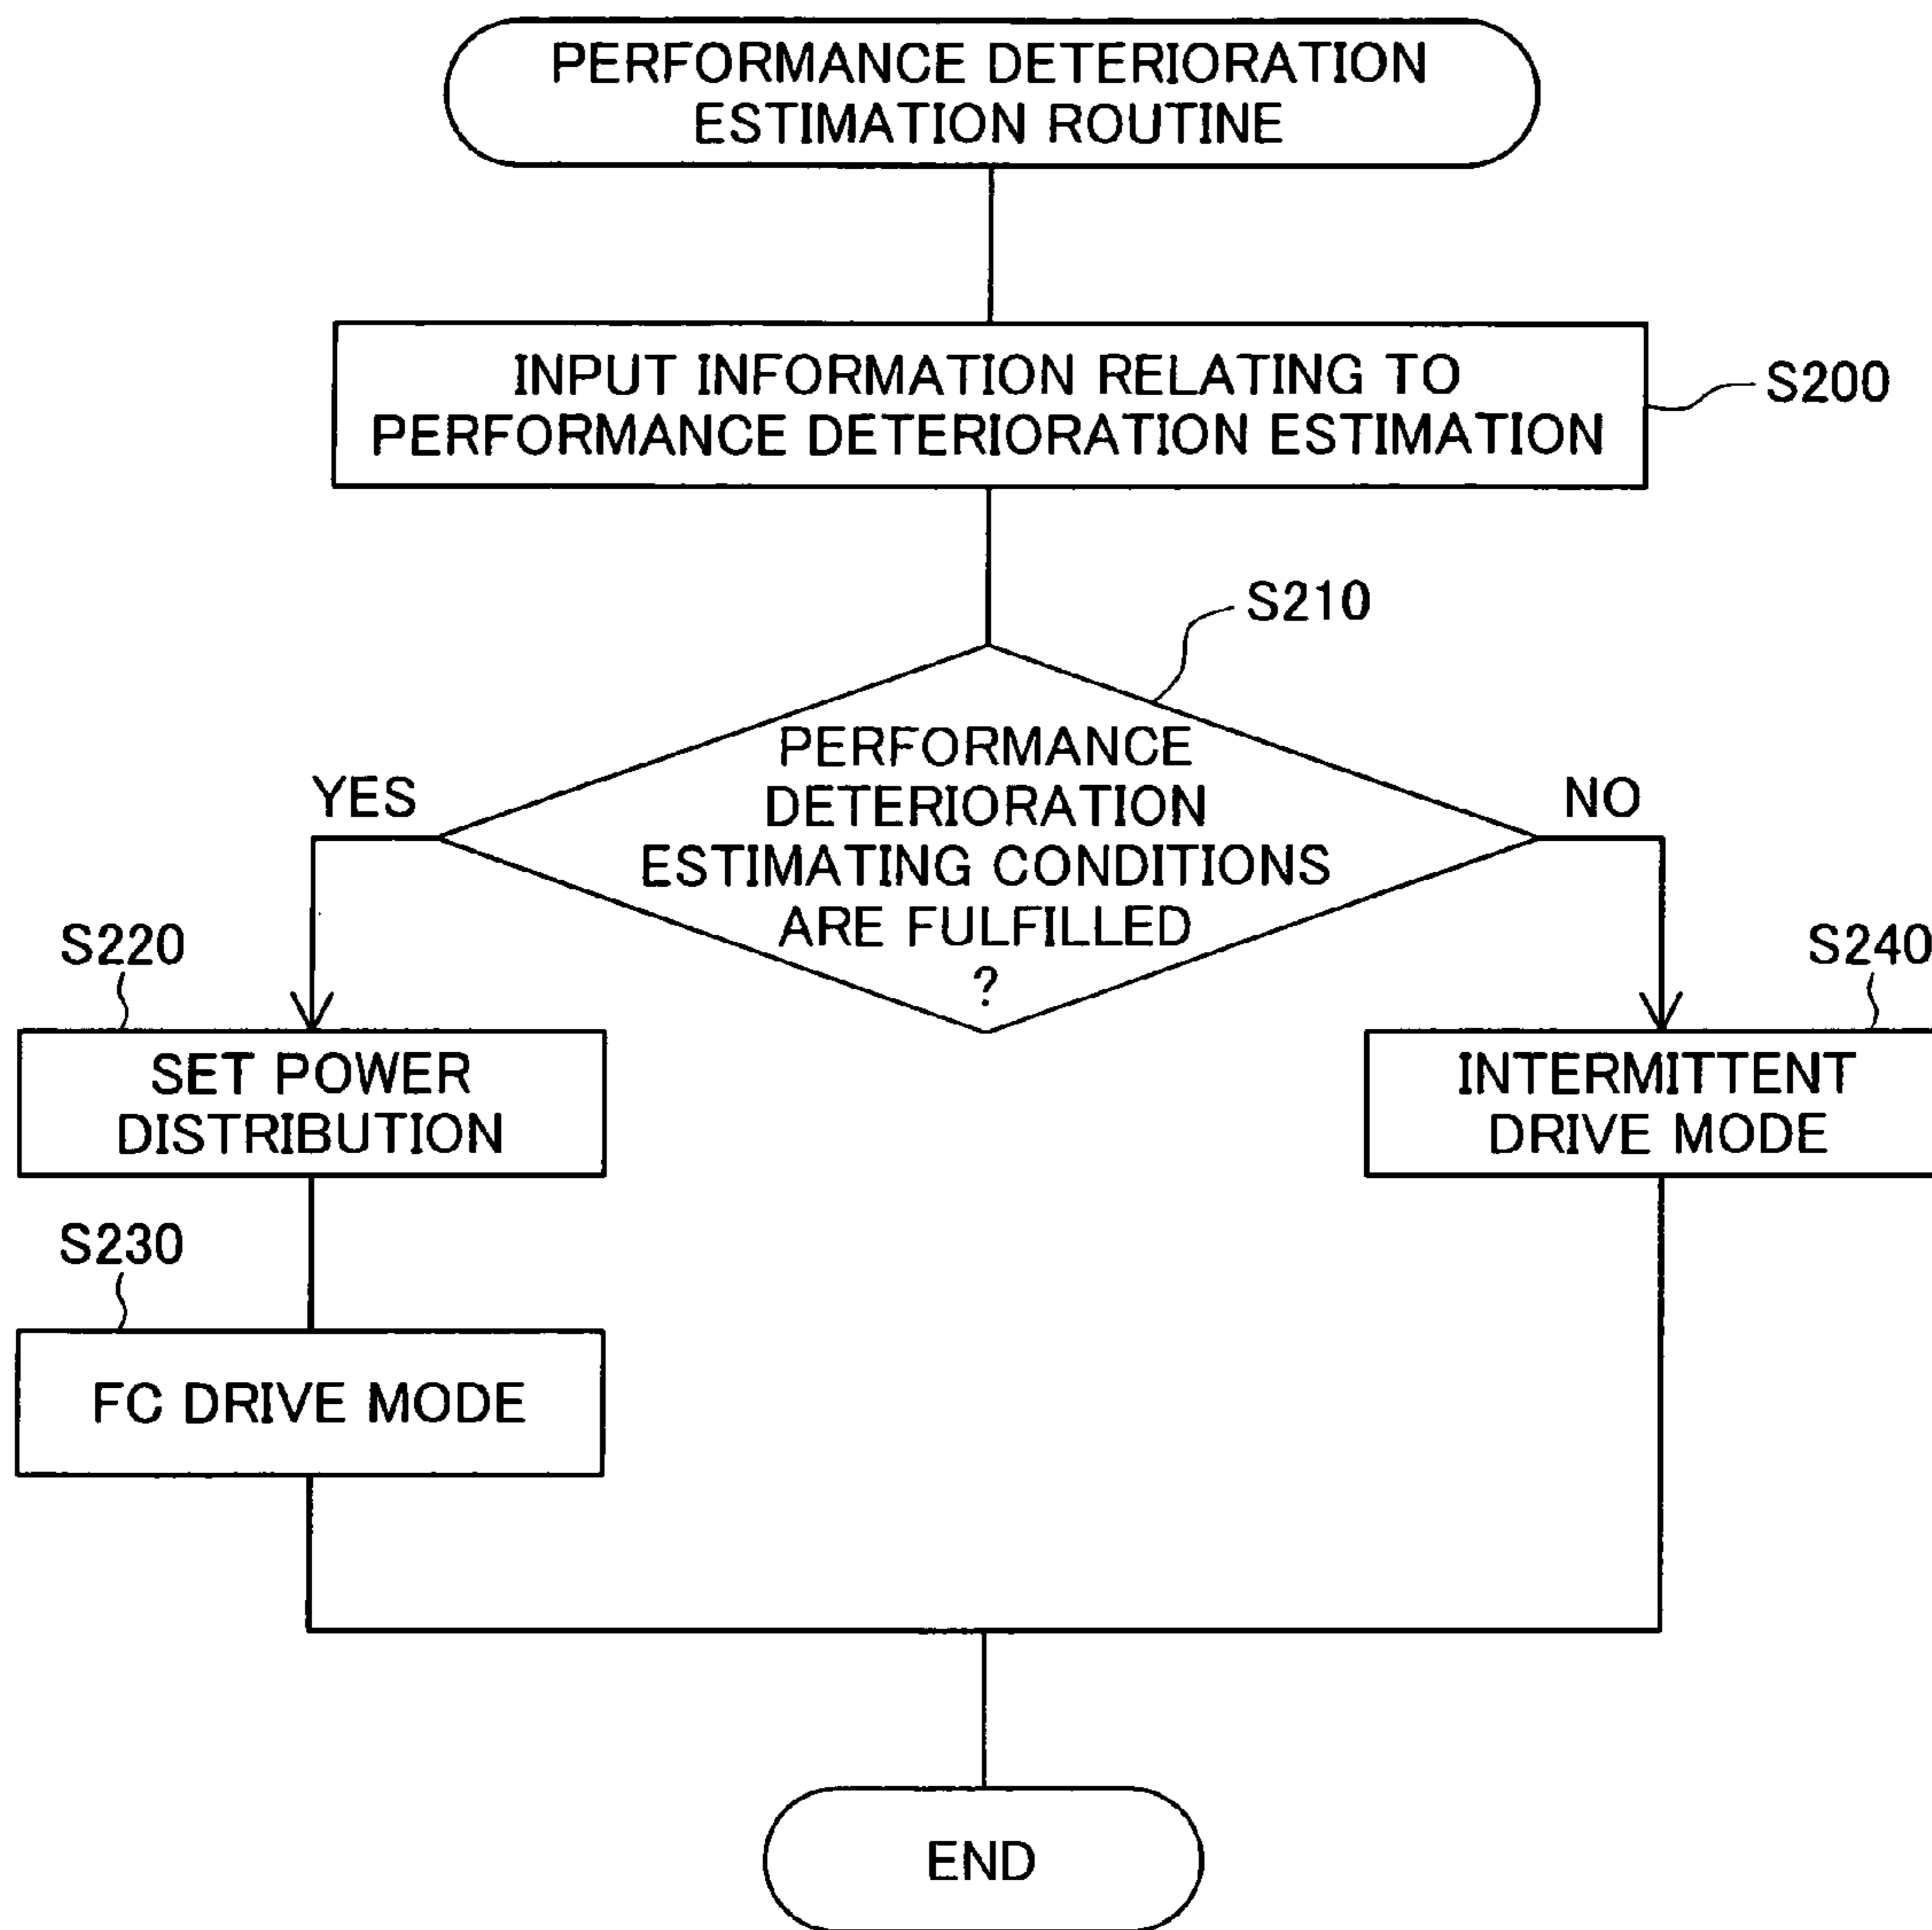 PERFORMANCE DETERIORATION
ESTIMATION ROUTINE
INPUT INFORMATION RELATING TO
PERFORMANCE DETERIORATION ESTIMATION
S200
S210
PERFORMANCE
DETERIORATION
ESTIMATING CONDITIONS
ARE FULFILLED
?
YES
NO
S220
SET POWER
DISTRIBUTION
S240
INTERMITTENT
DRIVE MODE
S230
FC DRIVE MODE
END